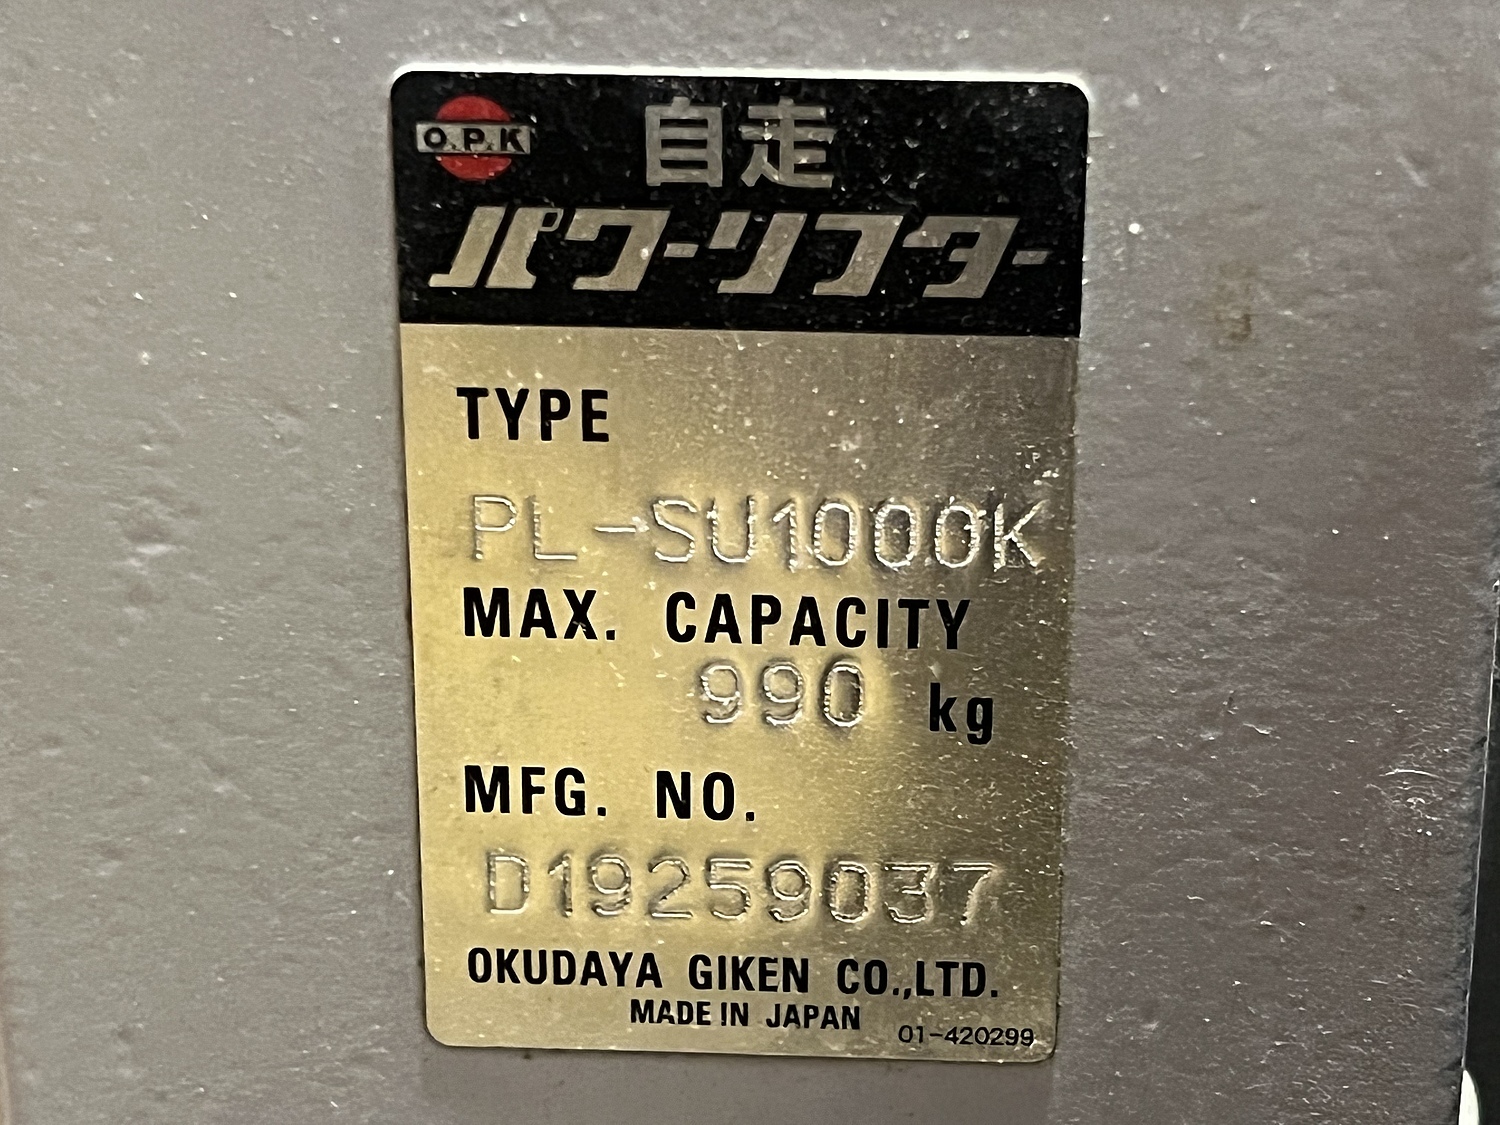 O.P.K
自走
パワーリフター
TYPE
PL-SU1000K
MAX. CAPACITY
990 kg
MFG. NO.
D19259037
OKUDAYA GIKEN CO.,LTD.
MADE IN JAPAN
01-420299